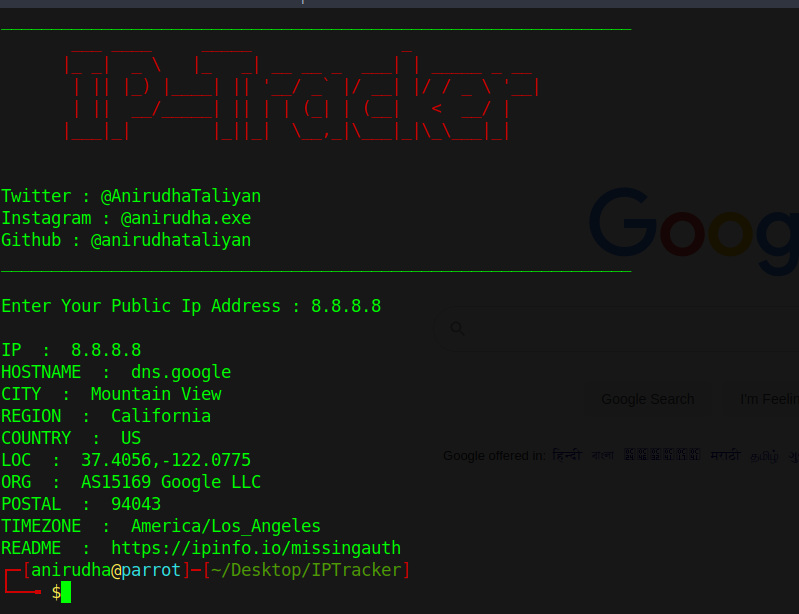 IP-Tracker
Twitter : @AnirudhaTaliyan
Instagram : @anirudha.exe
Github : @anirudhataliyan
Enter Your Public Ip Address : 8.8.8.8
IP : 8.8.8.8
HOSTNAME : dns.google
CITY : Mountain View
REGION : California
COUNTRY : US
LOC : 37.4056,-122.0775
ORG : AS15169 Google LLC
POSTAL : 94043
TIMEZONE : America/Los_Angeles
README : https://ipinfo.io/missingauth
┌─[anirudha@parrot]─[~/Desktop/IPTracker]
└──╼ $
Goog
Google Search I'm Feelin
Google offered in: हिन्दी বাংলা मराठी தமிழ்